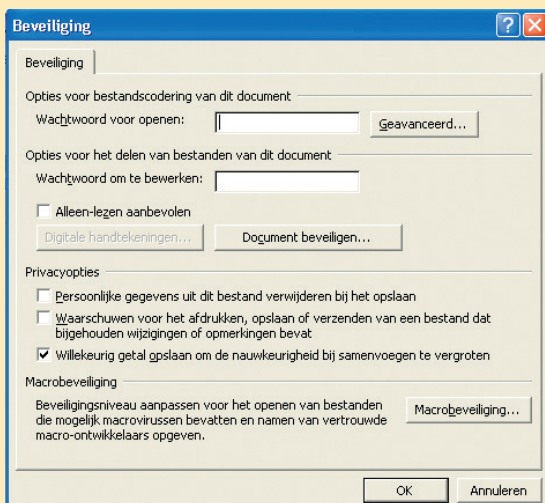 Beveiliging
Beveiliging
Opties voor bestandscodering van dit document
Wachtwoord voor openen:
Geavanceerd...
Opties voor het delen van bestanden van dit document
Wachtwoord om te bewerken:
Alleen-lezen aanbevolen
Digitale handtekeningen...
Document beveiligen...
Privacyopties
Persoonlijke gegevens uit dit bestand verwijderen bij het opslaan
Waarschuwen voor het afdrukken, opslaan of verzenden van een bestand dat
bijgehouden wijzigingen of opmerkingen bevat
Willekeurig getal opslaan om de nauwkeurigheid bij samenvoegen te vergroten
Macrobeveiliging
Beveiligingsniveau aanpassen voor het openen van bestanden
die mogelijk macrovirussen bevatten en namen van vertrouwde
macro-ontwikkelaars opgeven.
Macrobeveiliging...
OK
Annuleren